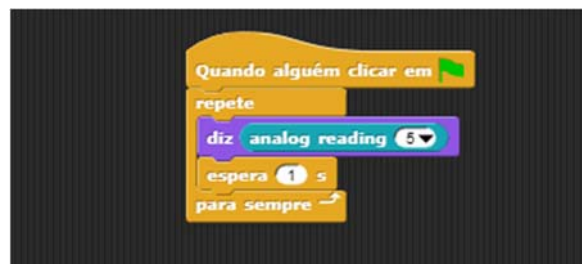 Quando alguém clicar em
repete
diz analog reading 5
espera 1 s
para sempre